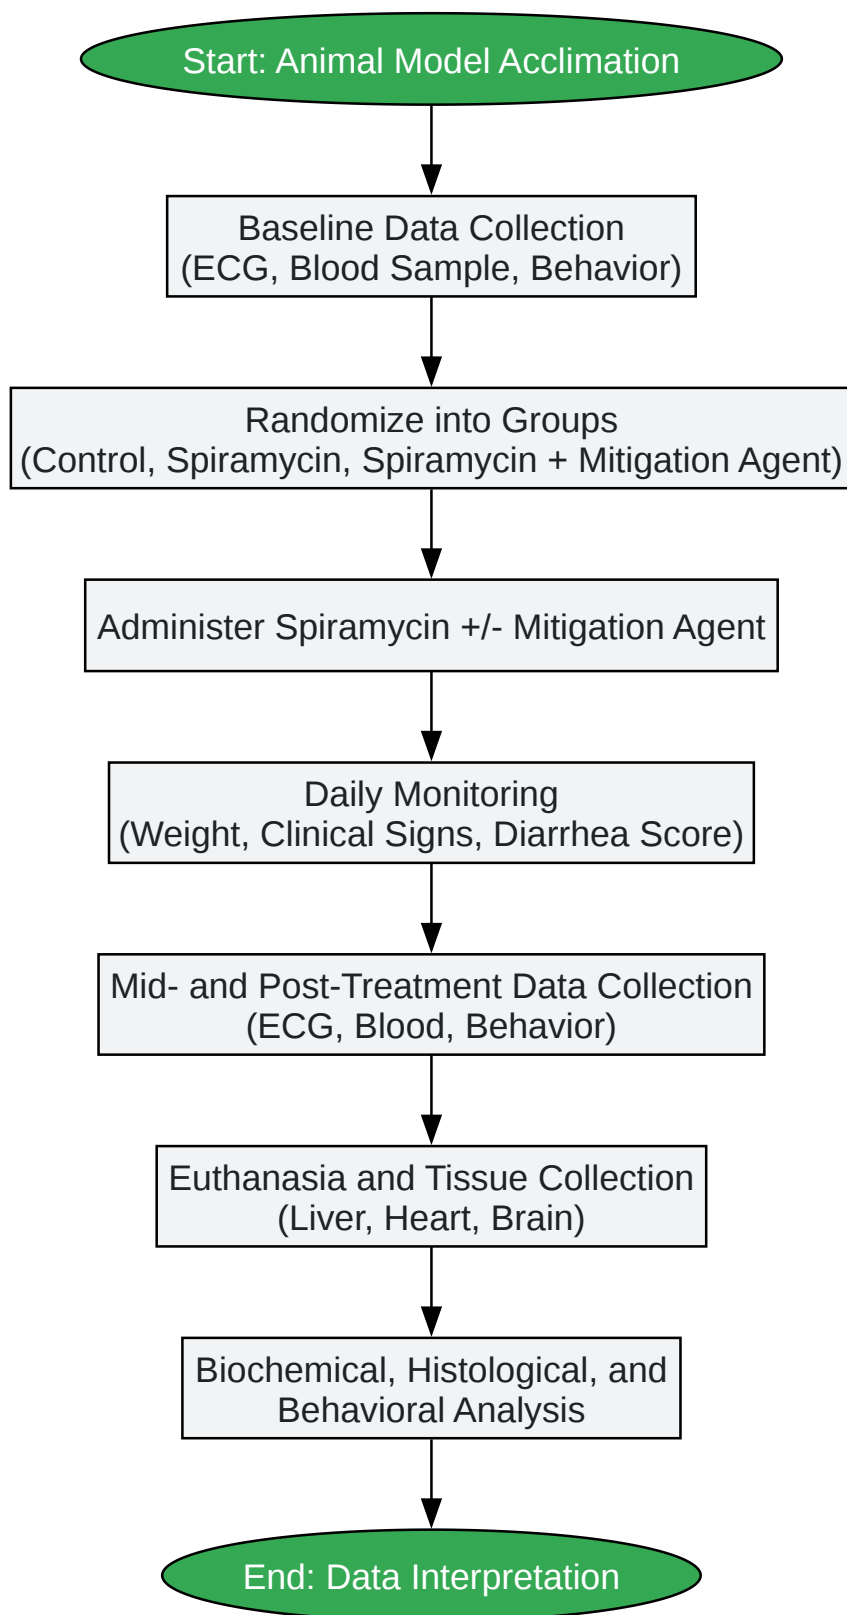 Start: Animal Model Acclimation
Baseline Data Collection
(ECG, Blood Sample, Behavior)
Randomize into Groups
(Control, Spiramycin, Spiramycin + Mitigation Agent)
Administer Spiramycin +/- Mitigation Agent
Daily Monitoring
(Weight, Clinical Signs, Diarrhea Score)
Mid- and Post-Treatment Data Collection
(ECG, Blood, Behavior)
Euthanasia and Tissue Collection
(Liver, Heart, Brain)
Biochemical, Histological, and
Behavioral Analysis
End: Data Interpretation